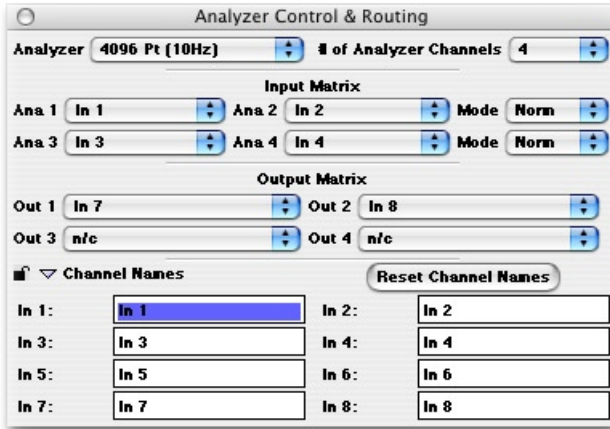 Analyzer Control & Routing
Analyzer 4096 Pt (10Hz) # of Analyzer Channels 4
Input Matrix
Ana 1 In 1 Ana 2 In 2 Mode Norm
Ana 3 In 3 Ana 4 In 4 Mode Norm
Output Matrix
Out 1 In 7 Out 2 In 8
Out 3 n/c Out 4 n/c
Channel Names Reset Channel Names
In 1: In 1 In 2: In 2
In 3: In 3 In 4: In 4
In 5: In 5 In 6: In 6
In 7: In 7 In 8: In 8